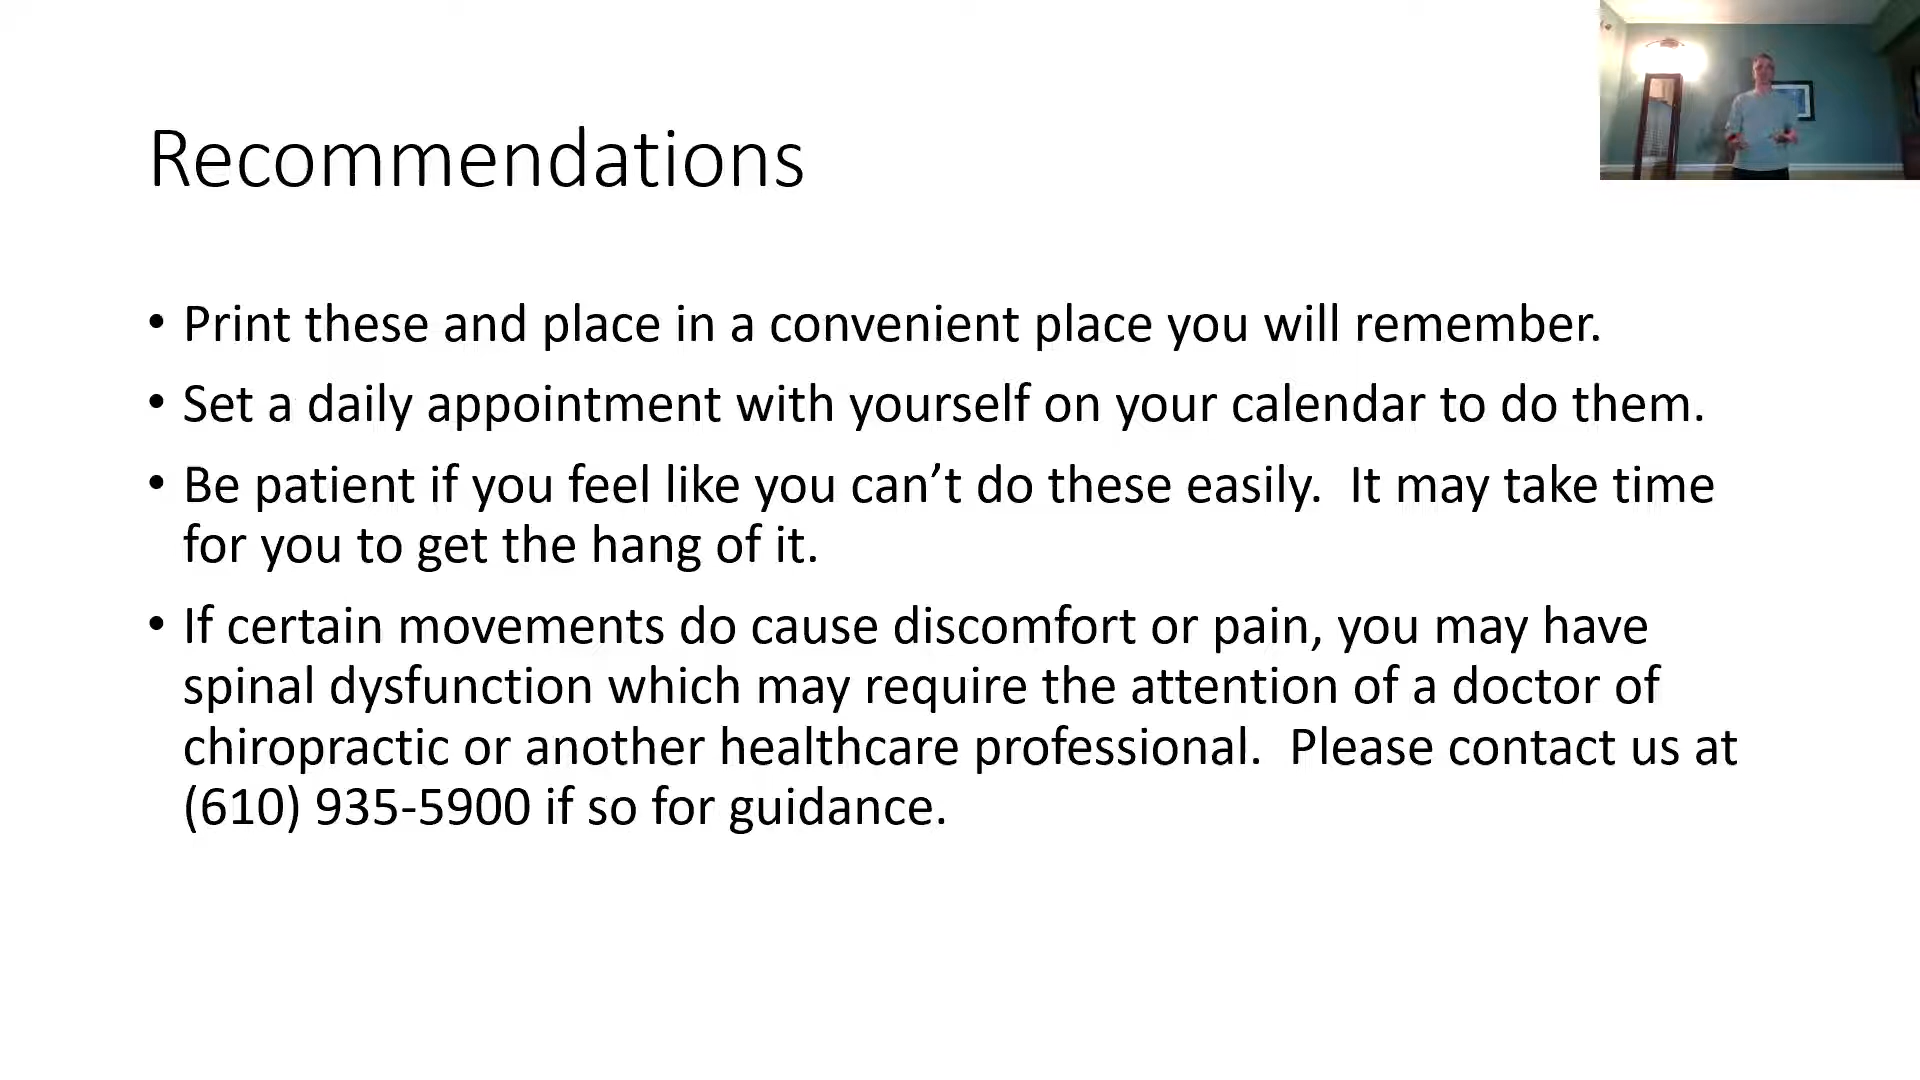 Recommendations
• Print these and place in a convenient place you will remember.
• Set a daily appointment with yourself on your calendar to do them.
• Be patient if you feel like you can’t do these easily.  It may take time
for you to get the hang of it.
• If certain movements do cause discomfort or pain, you may have
spinal dysfunction which may require the attention of a doctor of
chiropractic or another healthcare professional.  Please contact us at
(610) 935-5900 if so for guidance.